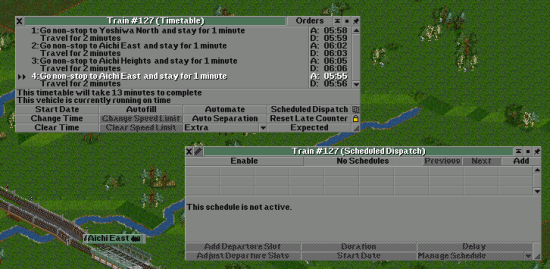 Train #127 (Timetable)
Orders
1: Go non-stop to Yoshiwa North and stay for 1 minute A: 05:58
Travel for 2 minutes D: 05:59
2: Go non-stop to Aichi East and stay for 1 minute A: 06:02
Travel for 2 minutes D: 06:03
3: Go non-stop to Aichi Heights and stay for 1 minute A: 06:05
Travel for 2 minutes D: 06:06
4: Go non-stop to Aichi East and stay for 1 minute A: 05:55
Travel for 2 minutes D: 05:56
This timetable will take 13 minutes to complete
This vehicle is currently running on time
Start Date Autofill Automate Scheduled Dispatch
Change Time Change Speed Limit Auto Separation Reset Late Counter
Clear Time Clear Speed Limit Extra Expected
Train #127 (Scheduled Dispatch)
Enable No Schedules Previous Next Add
This schedule is not active.
Aichi East
Add Departure Slot Duration Delay
Adjust Departure Slots Start Date Manage Schedule